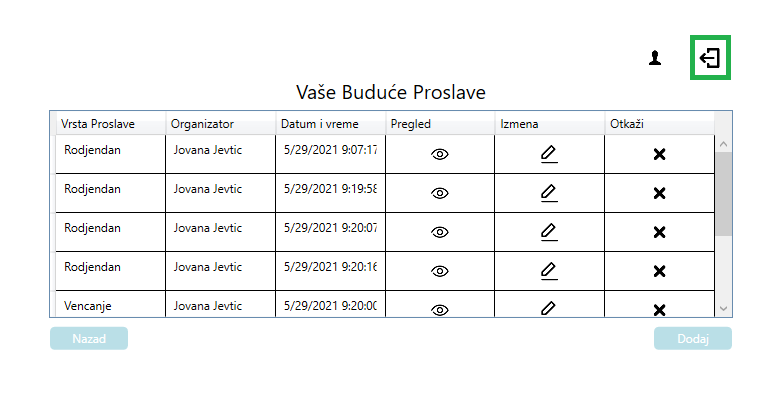 Vaše Buduće Proslave
Vrsta Proslave Organizator Datum i vreme Pregled Izmena Otkaži
Rodjendan Jovana Jevtic 5/29/2021 9:07:17
Rodjendan Jovana Jevtic 5/29/2021 9:19:58
Rodjendan Jovana Jevtic 5/29/2021 9:20:07
Rodjendan Jovana Jevtic 5/29/2021 9:20:16
Vencanje Jovana Jevtic 5/29/2021 9:20:00
Nazad Dodaj